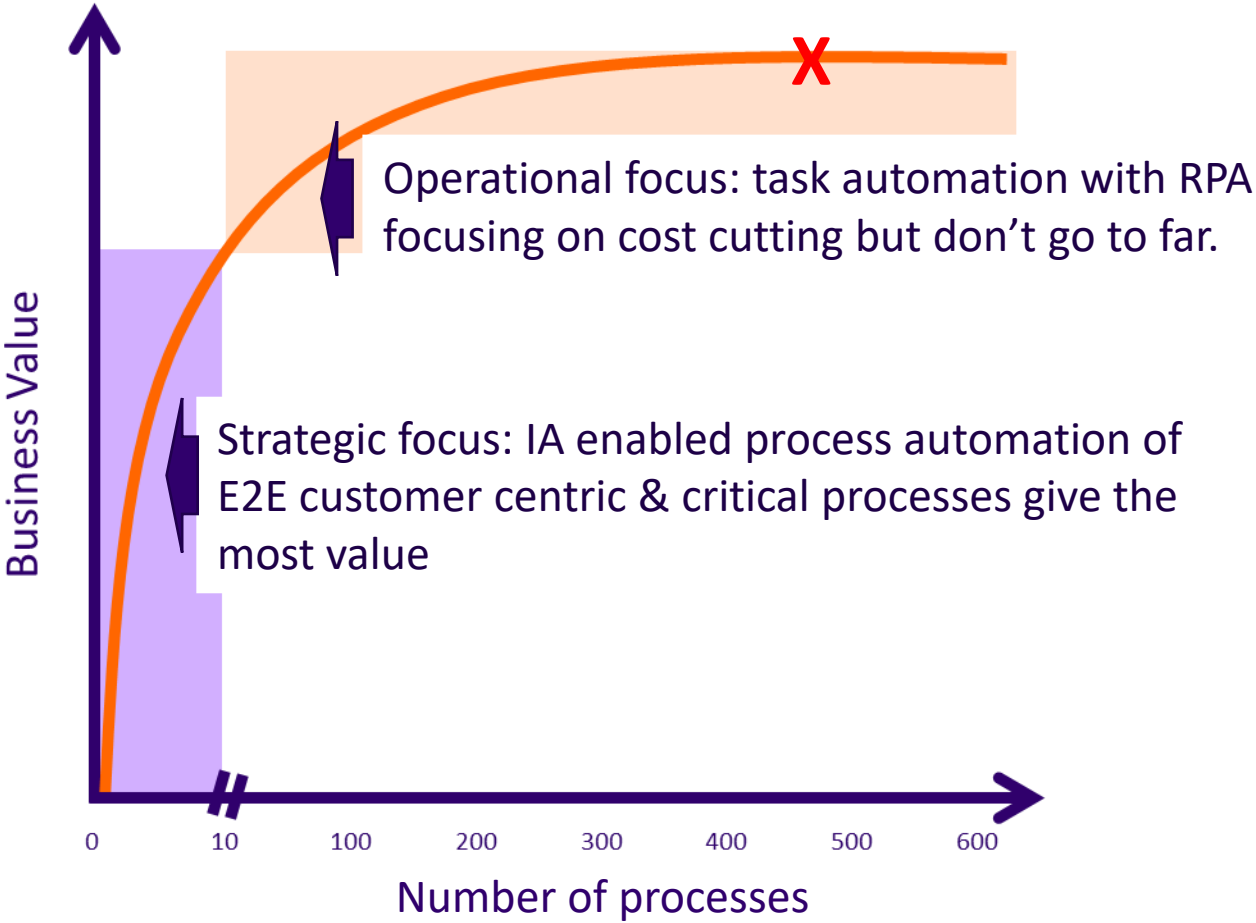 X
Operational focus: task automation with RPA
focusing on cost cutting but don’t go to far.
Business Value
Strategic focus: IA enabled process automation of
E2E customer centric & critical processes give the
most value
0 10 100 200 300 400 500 600
Number of processes